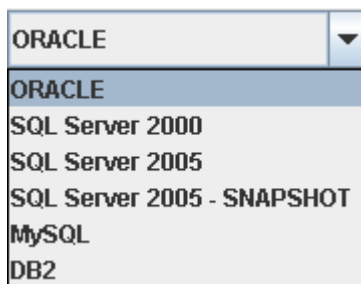 ORACLE
ORACLE
SQL Server 2000
SQL Server 2005
SQL Server 2005 - SNAPSHOT
MySQL
DB2